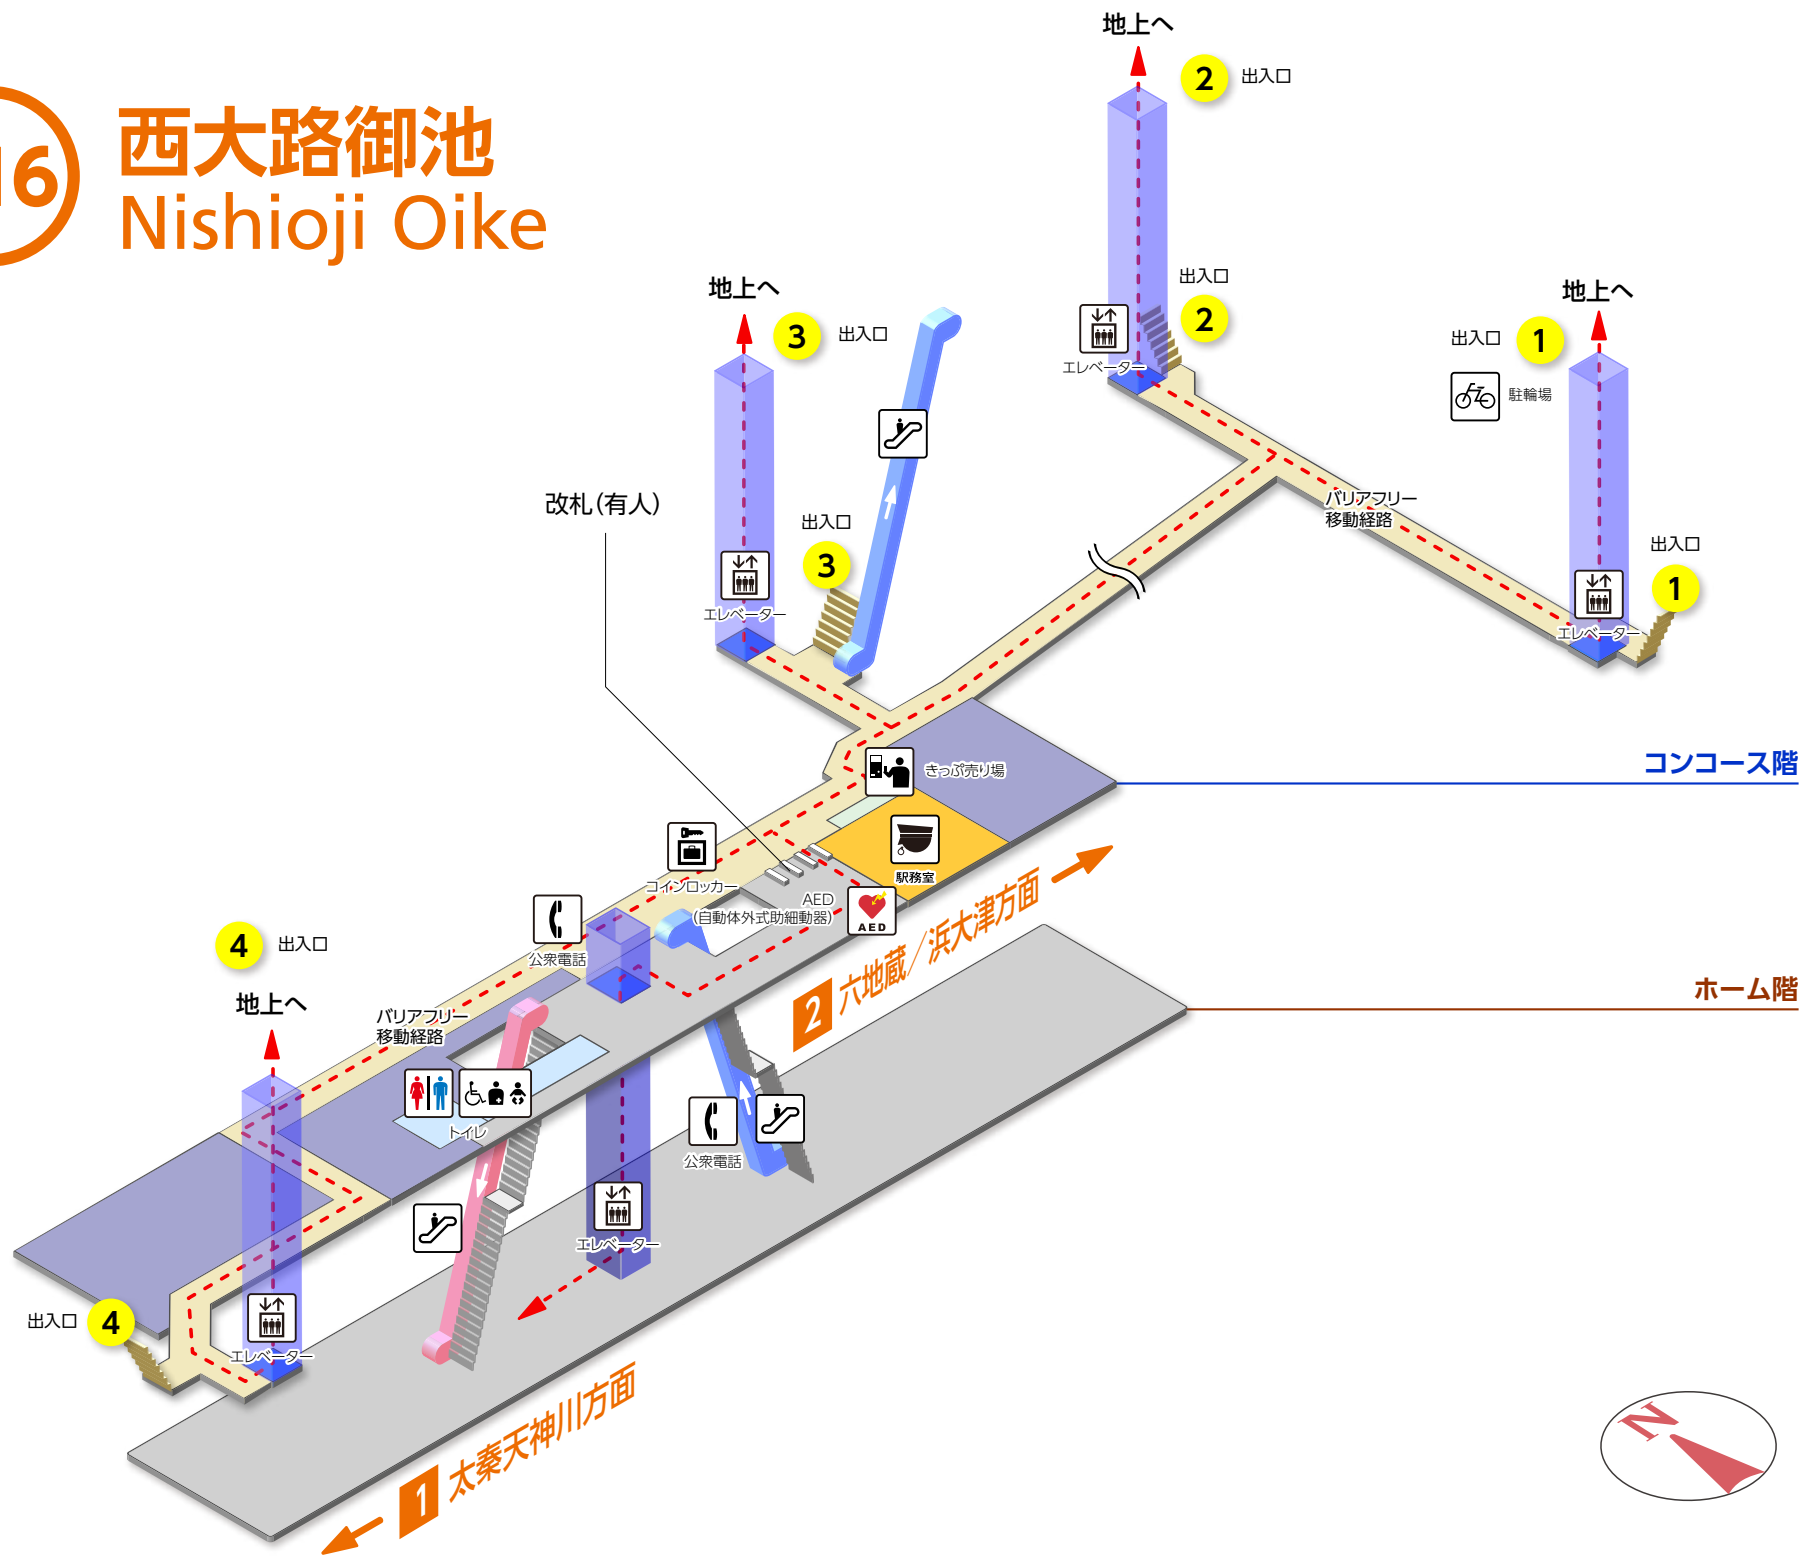 16
西大路御池
Nishioji Oike
地上へ
2
出入口
出入口
2
エレベーター
地上へ
3
出入口
出入口
3
エレベーター
地上へ
出入口
1
駐輪場
出入口
1
エレベーター
バリアフリー
移動経路
改札(有人)
きっぷ売り場
コンコース階
駅務室
コインロッカー
AED
(自動体外式助細動器)
AED
公衆電話
4
出入口
地上へ
バリアフリー
移動経路
2 六地蔵/浜大津方面
ホーム階
トイレ
公衆電話
エレベーター
出入口
4
エレベーター
1 太秦天神川方面
N